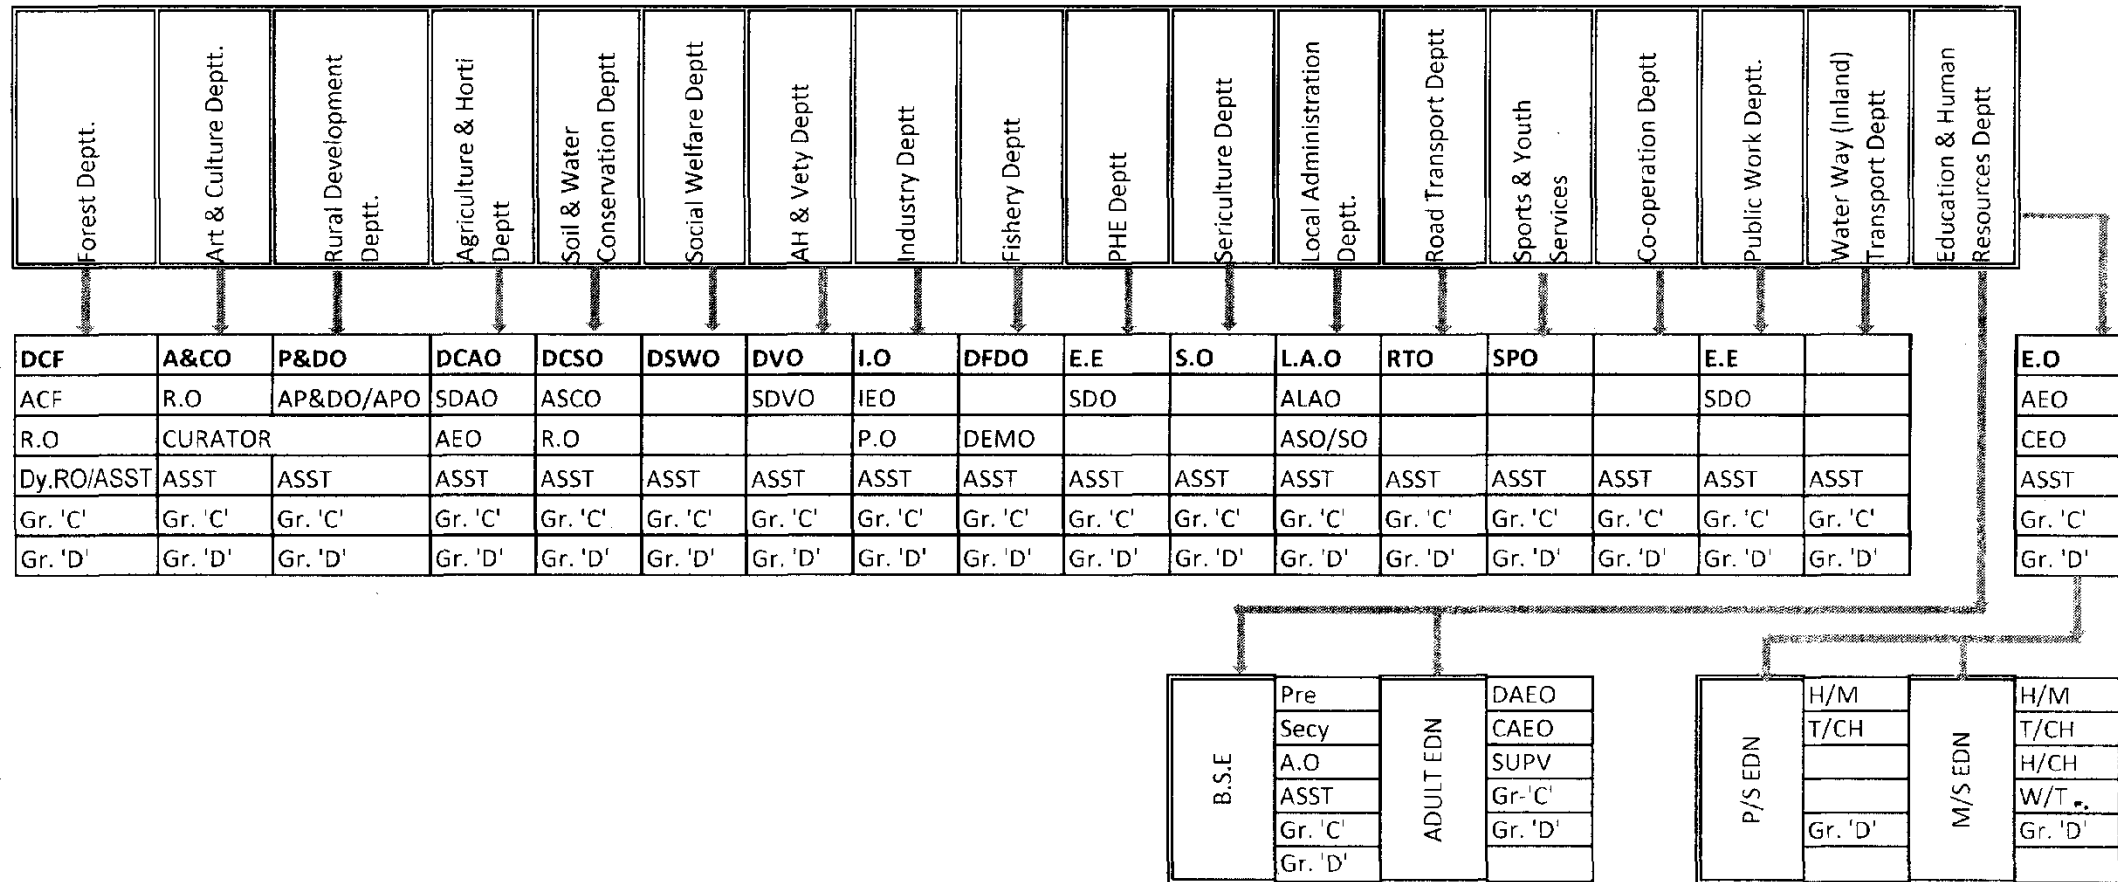 Forest Deptt.
Art & Culture Deptt.
Rural Development
Deptt.
Agriculture & Horti
Deptt
Soil & Water
Conservation Deptt
Social Welfare Deptt
AH & Vety Deptt
Industry Deptt
Fishery Deptt
PHE Deptt
Sericulture Deptt
Local Administration
Deptt.
Road Transport Deptt
Sports & Youth
Services
Co-operation Deptt
Public Work Deptt.
Water Way (Inland)
Transport Deptt
Education & Human
Resources Deptt
DCF A&CO P&DO DCAO DCSO DSWO DVO I.O DFDO E.E S.O L.A.O RTO SPO E.E E.O
ACF R.O AP&DO/APO SDAO ASCO SDVO IEO SDO ALAO SDO AEO
R.O CURATOR AEO R.O P.O DEMO ASO/SO CEO
Dy.RO/ASST ASST ASST ASST ASST ASST ASST ASST ASST ASST ASST ASST ASST ASST ASST ASST ASST ASST
Gr. 'C' Gr. 'C' Gr. 'C' Gr. 'C' Gr. 'C' Gr. 'C' Gr. 'C' Gr. 'C' Gr. 'C' Gr. 'C' Gr. 'C' Gr. 'C' Gr. 'C' Gr. 'C' Gr. 'C' Gr. 'C' Gr. 'C' Gr. 'C'
Gr. 'D' Gr. 'D' Gr. 'D' Gr. 'D' Gr. 'D' Gr. 'D' Gr. 'D' Gr. 'D' Gr. 'D' Gr. 'D' Gr. 'D' Gr. 'D' Gr. 'D' Gr. 'D' Gr. 'D' Gr. 'D' Gr. 'D' Gr. 'D'
B.S.E
Pre
Secy
A.O
ASST
Gr. 'C'
Gr. 'D'
ADULT EDN
DAEO
CAEO
SUPV
Gr-'C'
Gr. 'D'
P/S EDN
H/M
T/CH
Gr. 'D'
M/S EDN
H/M
T/CH
H/CH
W/T
Gr. 'D'